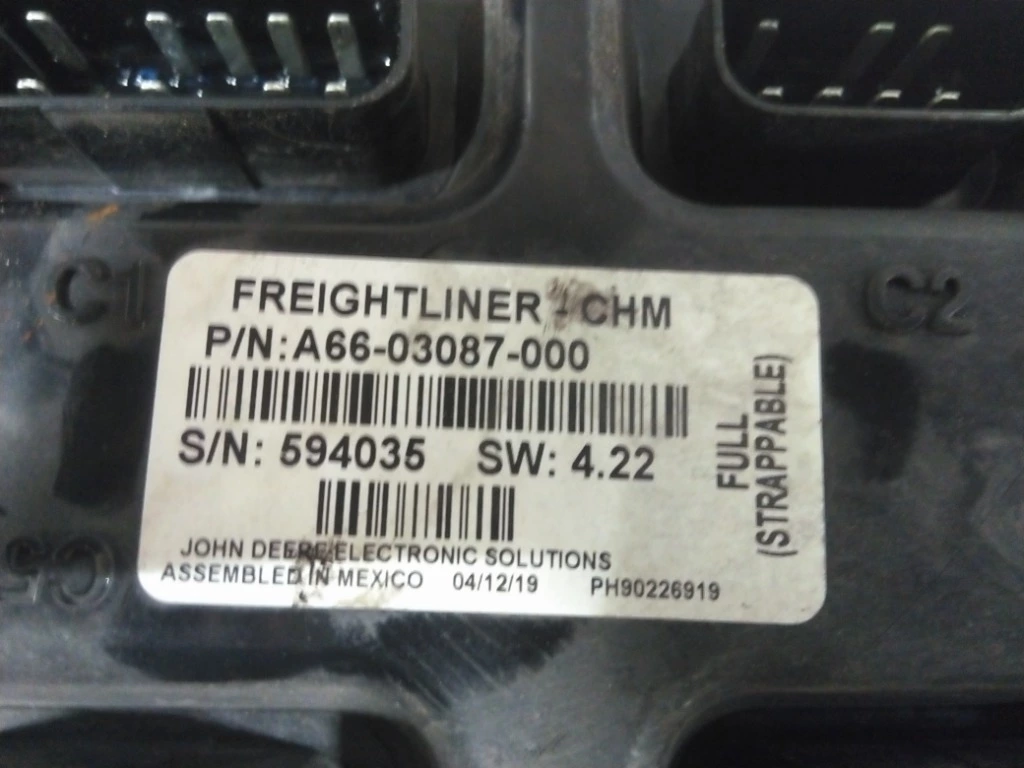 C1
C2
FREIGHTLINER - CHM
P/N: A66-03087-000
S/N: 594035 SW: 4.22
FULL
(STRAPPABLE)
JOHN DEERE ELECTRONIC SOLUTIONS
ASSEMBLED IN MEXICO 04/12/19 PH90226919
C5